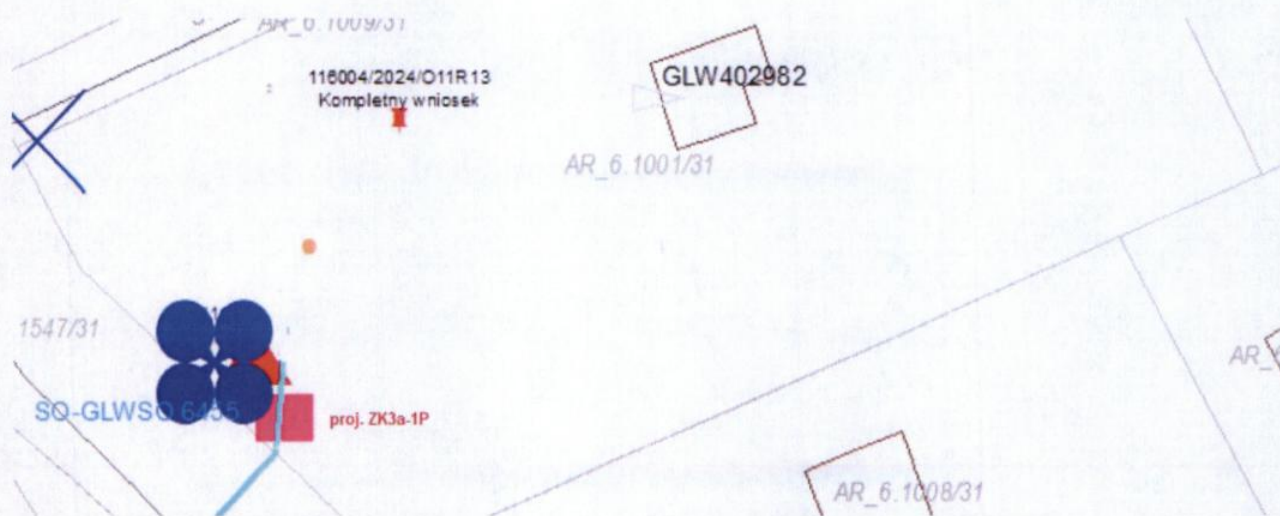 AR_6.1009/31
116004/2024/O11R13
Kompletny wniosek
GLW402982
AR_6.1001/31
1547/31
SO-GLWSO 6455
proj. ZK3a-1P
AR_
AR_6.1008/31